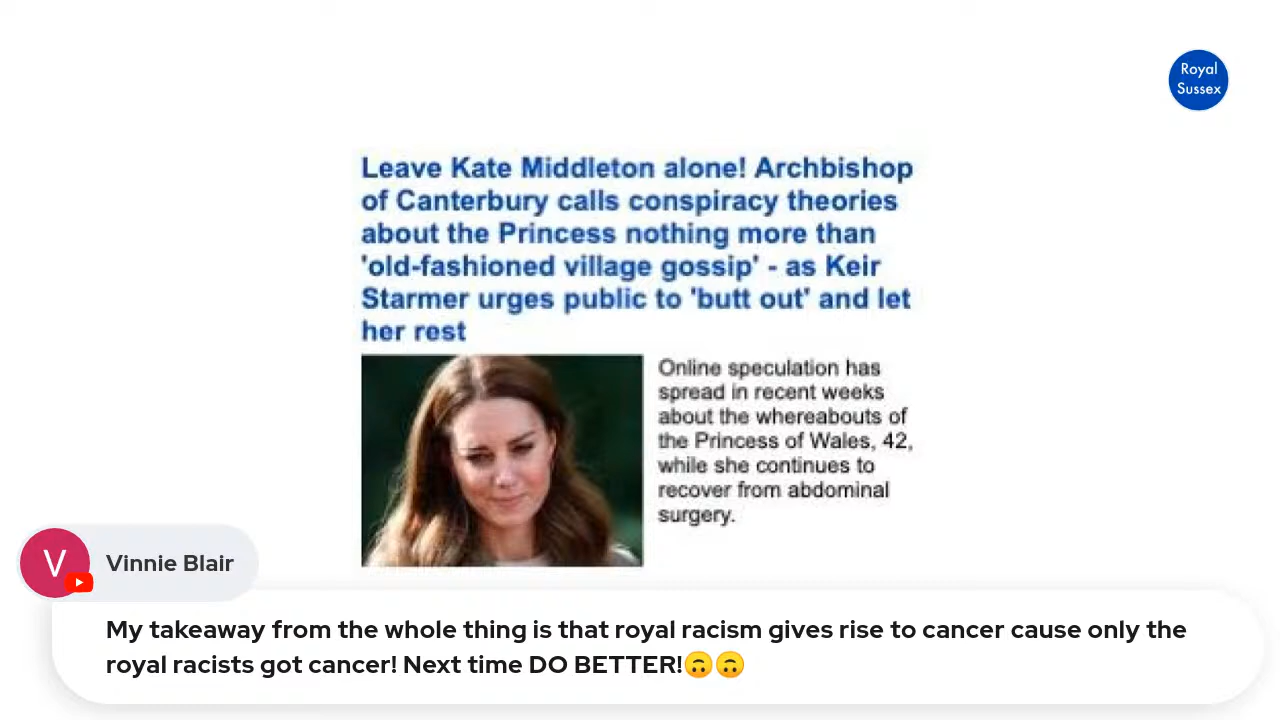 Royal
Sussex
Leave Kate Middleton alone! Archbishop
of Canterbury calls conspiracy theories
about the Princess nothing more than
'old-fashioned village gossip' - as Keir
Starmer urges public to 'butt out' and let
her rest
Online speculation has
spread in recent weeks
about the whereabouts of
the Princess of Wales, 42,
while she continues to
recover from abdominal
surgery.
V
Vinnie Blair
My takeaway from the whole thing is that royal racism gives rise to cancer cause only the
royal racists got cancer! Next time DO BETTER!🙃🙃